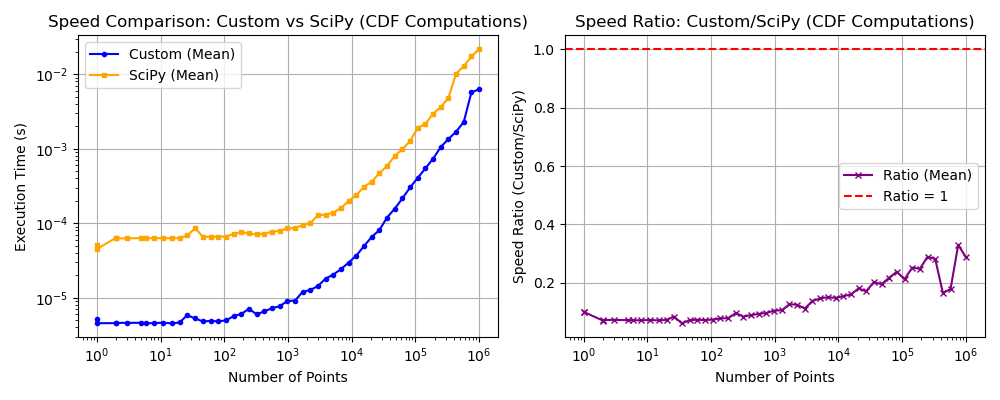 Speed Comparison: Custom vs SciPy (CDF Computations)
Execution Time (s)
10⁻²
10⁻³
10⁻⁴
10⁻⁵
Custom (Mean)
SciPy (Mean)
10⁰ 10¹ 10² 10³ 10⁴ 10⁵ 10⁶
Number of Points
Speed Ratio: Custom/SciPy (CDF Computations)
Speed Ratio (Custom/SciPy)
1.0
0.8
0.6
0.4
0.2
Ratio (Mean)
Ratio = 1
10⁰ 10¹ 10² 10³ 10⁴ 10⁵ 10⁶
Number of Points